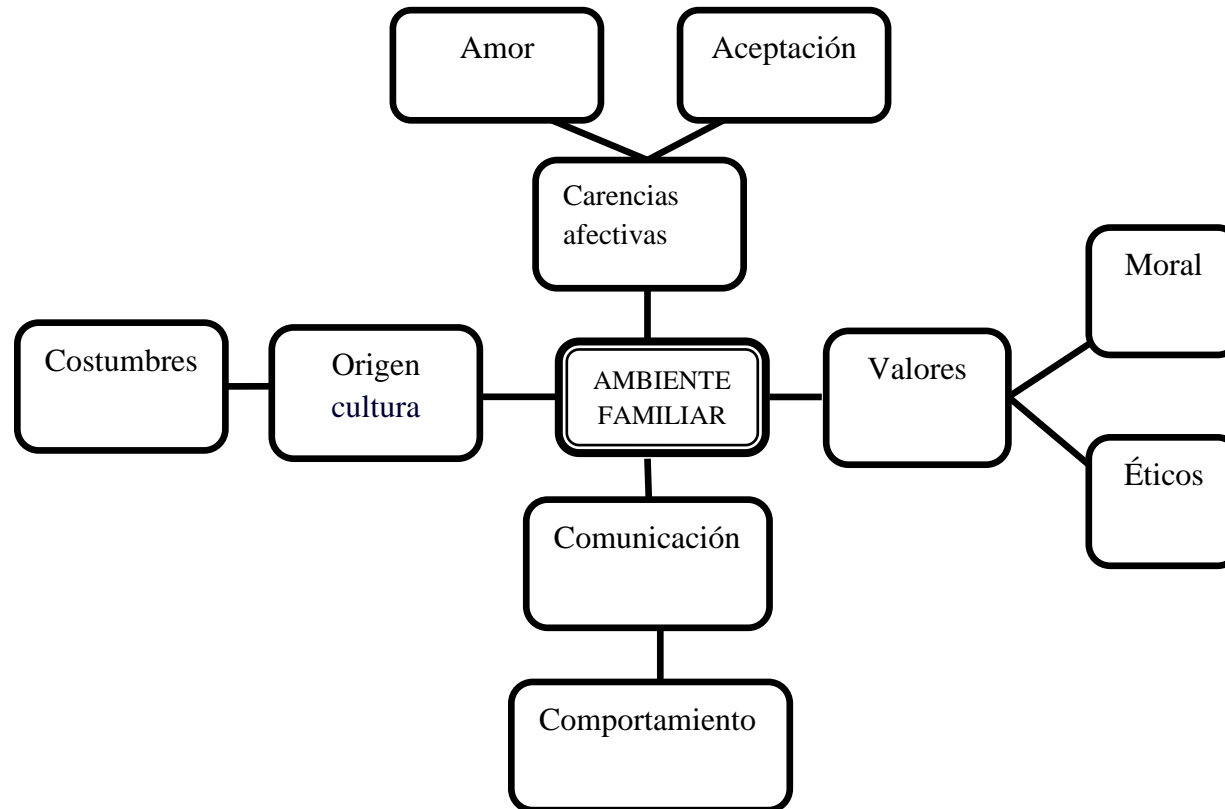 Amor
Aceptación
Carencias
afectivas
Moral
Costumbres
Origen
cultura
AMBIENTE
FAMILIAR
Valores
Éticos
Comunicación
Comportamiento